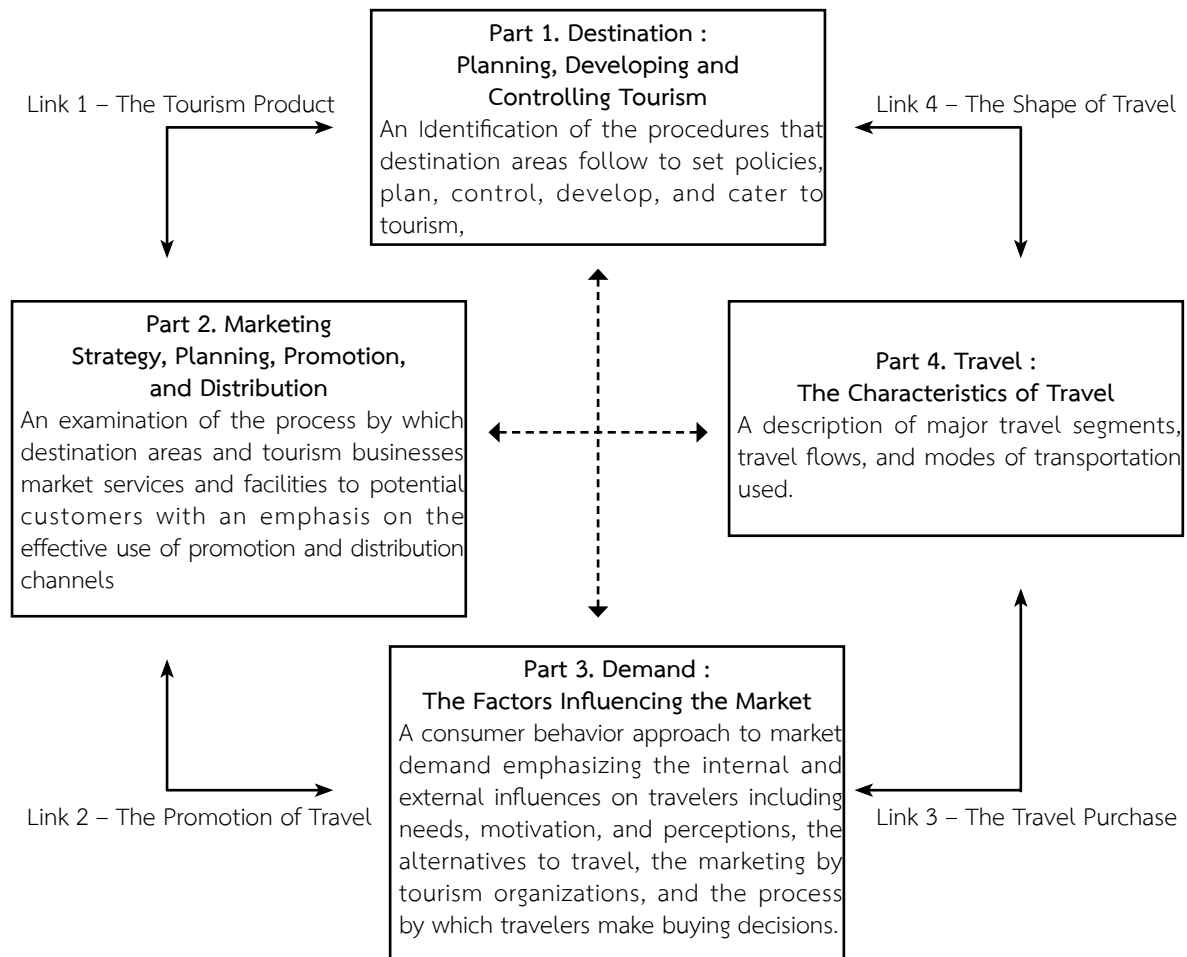 Part 1. Destination :
Planning, Developing and
Controlling Tourism
An Identification of the procedures that
destination areas follow to set policies,
plan, control, develop, and cater to
tourism,
Link 1 – The Tourism Product
Link 4 – The Shape of Travel
Part 2. Marketing
Strategy, Planning, Promotion,
and Distribution
An examination of the process by which
destination areas and tourism businesses
market services and facilities to potential
customers with an emphasis on the
effective use of promotion and distribution
channels
Part 4. Travel :
The Characteristics of Travel
A description of major travel segments,
travel flows, and modes of transportation
used.
Part 3. Demand :
The Factors Influencing the Market
A consumer behavior approach to market
demand emphasizing the internal and
external influences on travelers including
needs, motivation, and perceptions, the
alternatives to travel, the marketing by
tourism organizations, and the process
by which travelers make buying decisions.
Link 2 – The Promotion of Travel
Link 3 – The Travel Purchase